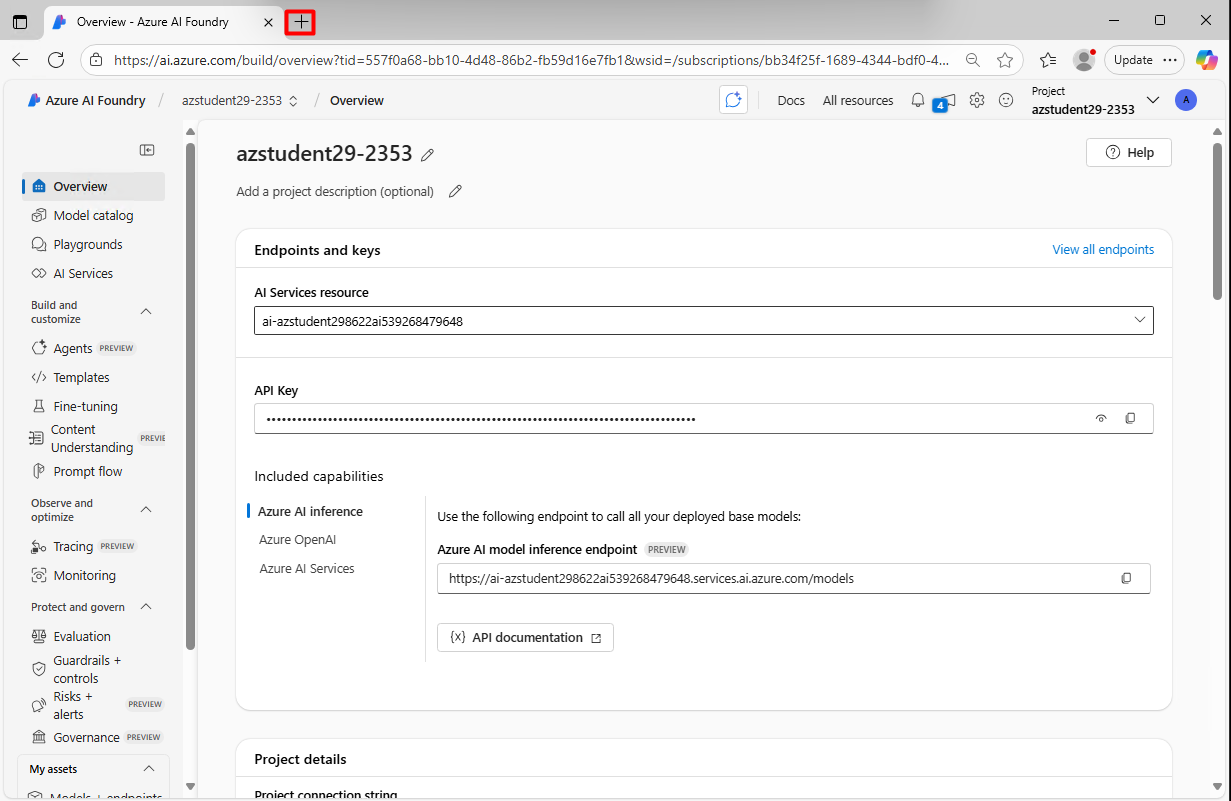 Overview - Azure AI Foundry
https://ai.azure.com/build/overview?tid=557f0a68-bb10-4d48-86b2-fb59d16e7fb1&wsid=/subscriptions/bb34f25f-1689-4344-bdf0-4...
Update
Azure AI Foundry / azstudent29-2353 / Overview
Docs
All resources
4
Project
azstudent29-2353
A
azstudent29-2353
Help
Add a project description (optional)
Overview
Model catalog
Playgrounds
AI Services
Build and
customize
Agents PREVIEW
Templates
Fine-tuning
Content
Understanding PREVIE
Prompt flow
Observe and
optimize
Tracing PREVIEW
Monitoring
Protect and govern
Evaluation
Guardrails +
controls
Risks +
alerts PREVIEW
Governance PREVIEW
My assets
Models + endpoints
Endpoints and keys
View all endpoints
AI Services resource
ai-azstudent298622ai539268479648
API Key
Included capabilities
Azure AI inference
Azure OpenAI
Azure AI Services
Use the following endpoint to call all your deployed base models:
Azure AI model inference endpoint PREVIEW
https://ai-azstudent298622ai539268479648.services.ai.azure.com/models
{x} API documentation
Project details
Project connection string